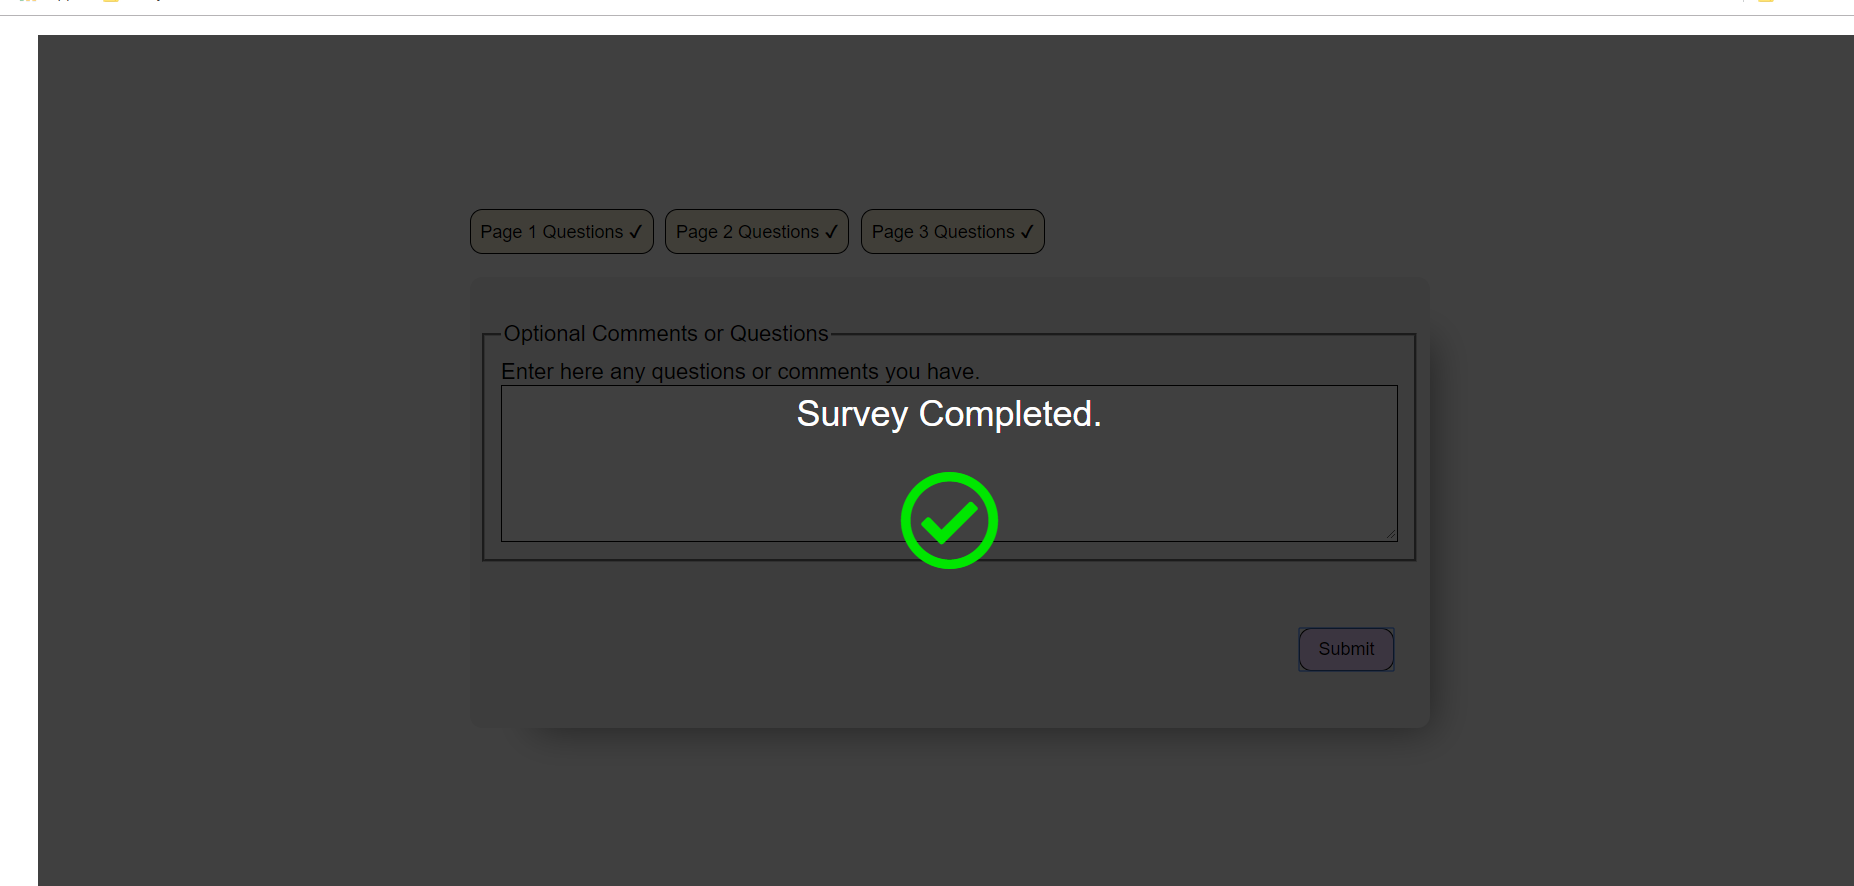 Page 1 Questions ✓ Page 2 Questions ✓ Page 3 Questions ✓
Optional Comments or Questions
Enter here any questions or comments you have.
Survey Completed.
Submit